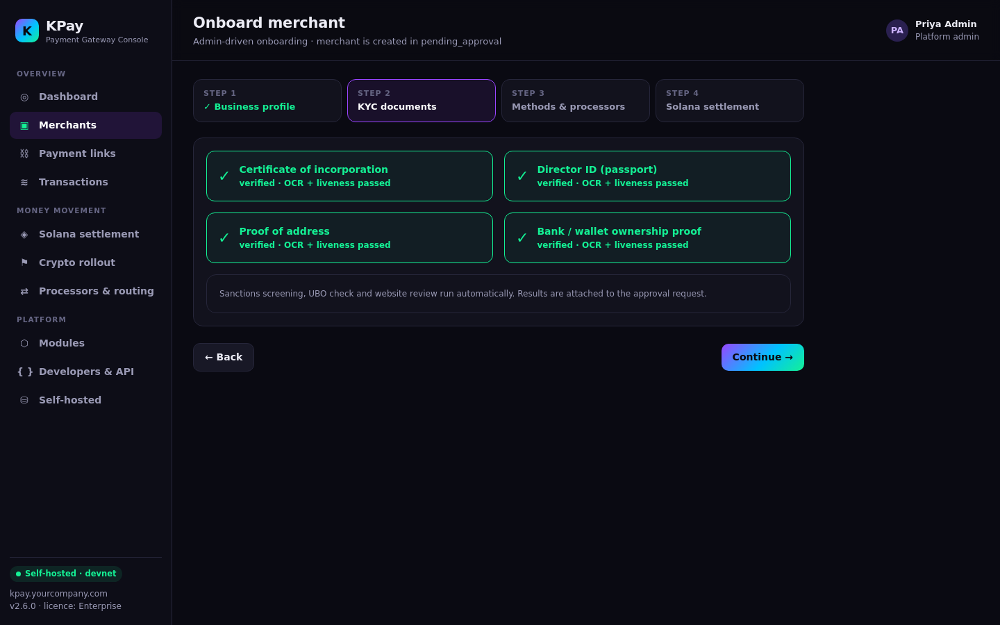 K
KPay
Payment Gateway Console
OVERVIEW
Dashboard
Merchants
Payment links
Transactions
MONEY MOVEMENT
Solana settlement
Crypto rollout
Processors & routing
PLATFORM
Modules
{ } Developers & API
Self-hosted
Self-hosted · devnet
kpay.yourcompany.com
v2.6.0 · licence: Enterprise
Onboard merchant
Admin-driven onboarding · merchant is created in pending_approval
PA
Priya Admin
Platform admin
STEP 1
✓ Business profile
STEP 2
KYC documents
STEP 3
Methods & processors
STEP 4
Solana settlement
✓ Certificate of incorporation
verified · OCR + liveness passed
✓ Director ID (passport)
verified · OCR + liveness passed
✓ Proof of address
verified · OCR + liveness passed
✓ Bank / wallet ownership proof
verified · OCR + liveness passed
Sanctions screening, UBO check and website review run automatically. Results are attached to the approval request.
← Back
Continue →